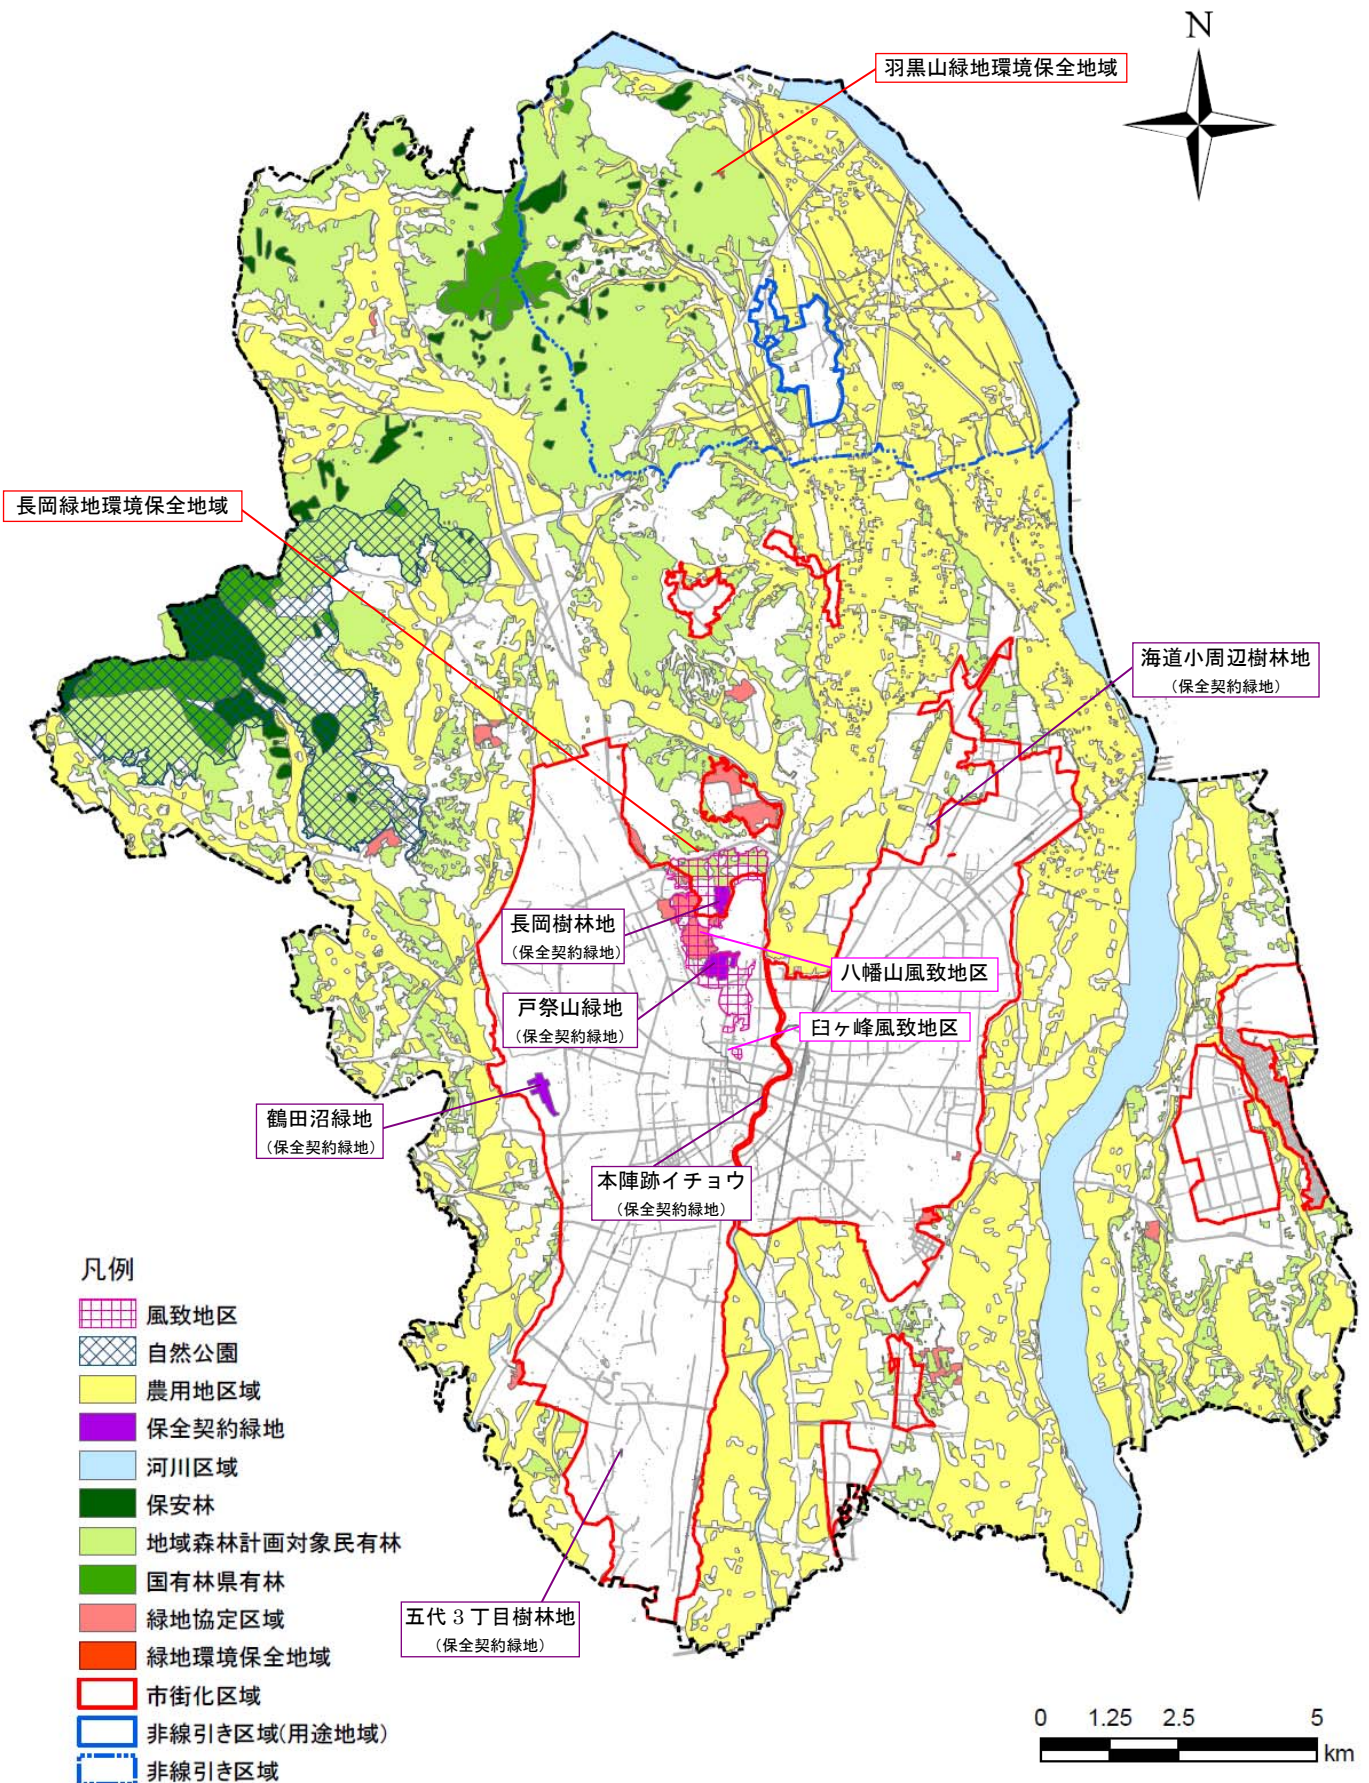 N
羽黒山緑地環境保全地域
長岡緑地環境保全地域
海道小周辺樹林地
（保全契約緑地）
長岡樹林地
（保全契約緑地）
八幡山風致地区
戸祭山緑地
（保全契約緑地）
臼ヶ峰風致地区
鶴田沼緑地
（保全契約緑地）
本陣跡イチョウ
（保全契約緑地）
五代３丁目樹林地
（保全契約緑地）
凡例
風致地区
自然公園
農用地区域
保全契約緑地
河川区域
保安林
地域森林計画対象民有林
国有林県有林
緑地協定区域
緑地環境保全地域
市街化区域
非線引き区域(用途地域)
非線引き区域
0 1.25 2.5 5
km